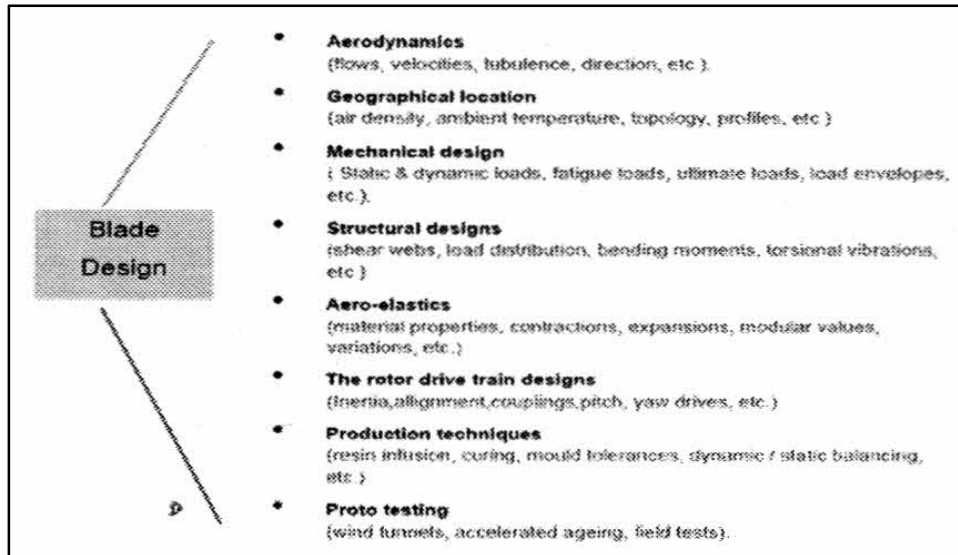 Blade
Design
• Aerodynamics
(flows, velocities, tubulence, direction, etc ).
• Geographical location
(air density, ambient temperature, topology, profiles, etc )
• Mechanical design
( Static & dynamic loads, fatigue loads, ultimate loads, load envelopes,
etc.).
• Structural designs
(shear webs, load distribution, bending moments, torsional vibrations,
etc )
• Aero-elastics
(material properties, contractions, expansions, modular values,
variations, etc.)
• The rotor drive train designs
(Inertia,allignment,couplings,pitch, yaw drives, etc.)
• Production techniques
(resin infusion, curing, mould tolerances, dynamic / static balancing,
etc.)
• Proto testing
(wind tunnels, accelerated ageing, field tests).